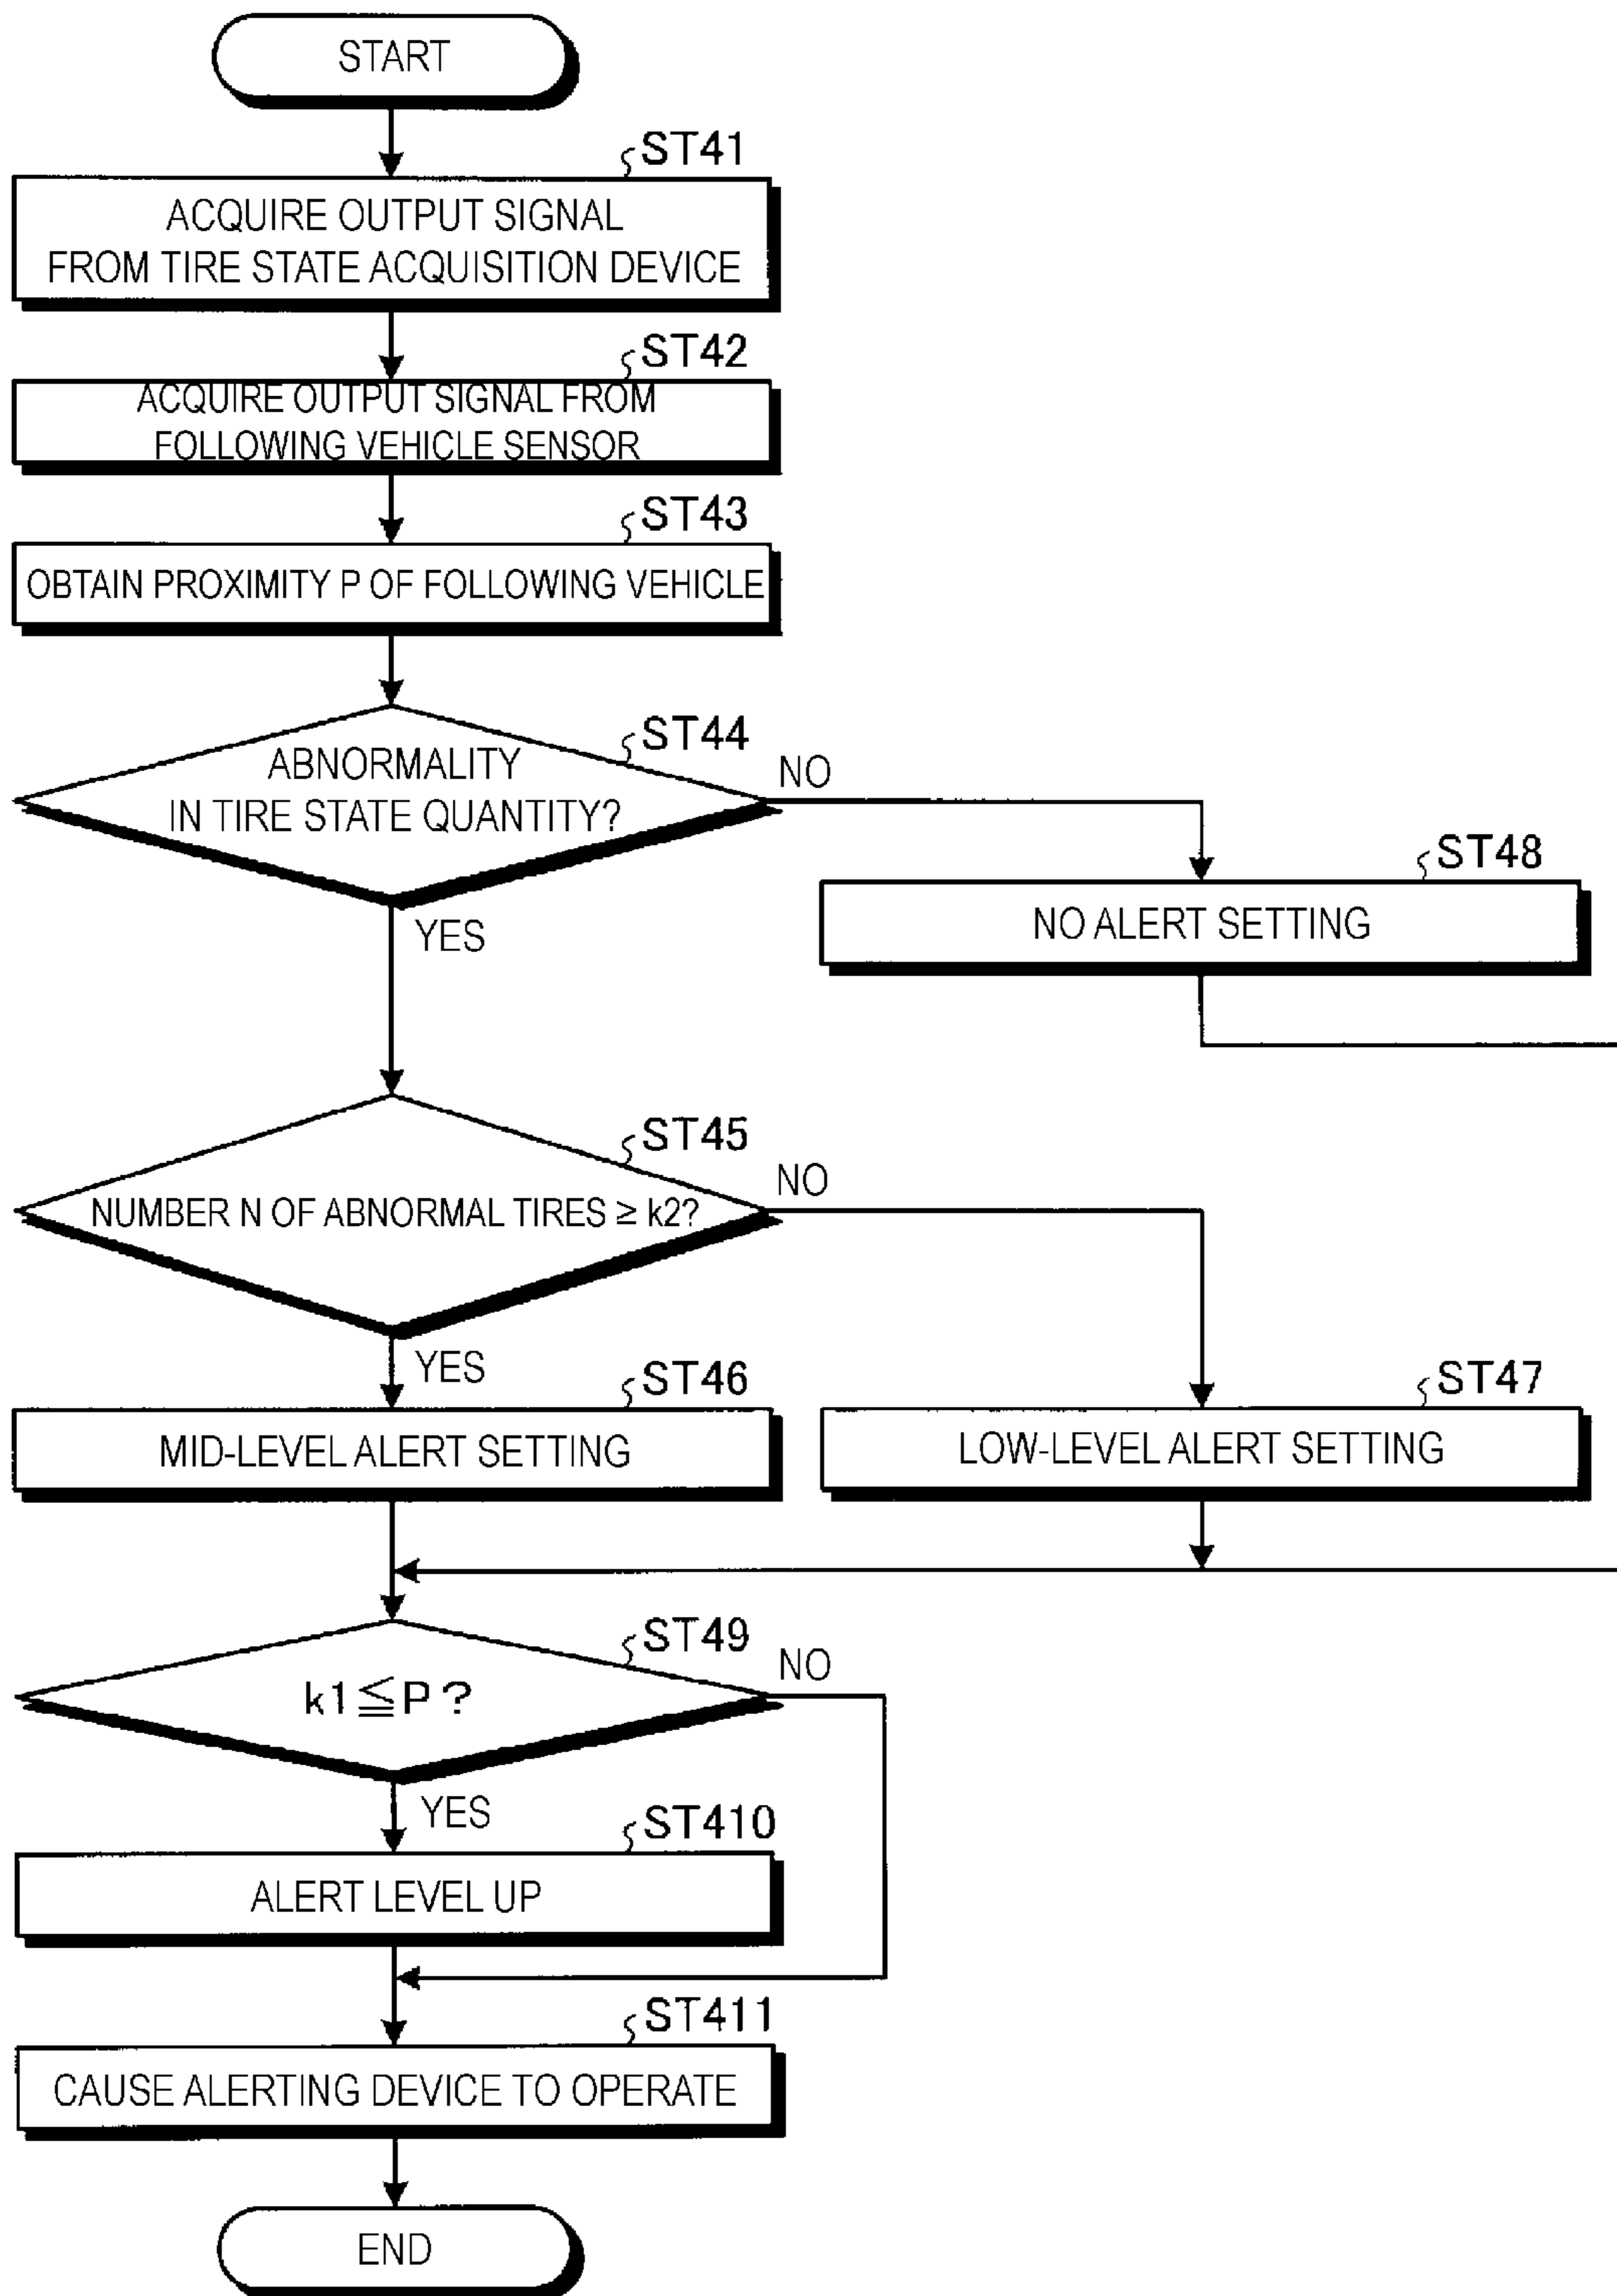 START
ST41
ACQUIRE OUTPUT SIGNAL
FROM TIRE STATE ACQUISITION DEVICE
ST42
ACQUIRE OUTPUT SIGNAL FROM
FOLLOWING VEHICLE SENSOR
ST43
OBTAIN PROXIMITY P OF FOLLOWING VEHICLE
ST44
ABNORMALITY
IN TIRE STATE QUANTITY?
NO
YES
ST48
NO ALERT SETTING
ST45
NUMBER N OF ABNORMAL TIRES ≥ k2?
NO
YES
ST46
MID-LEVEL ALERT SETTING
ST47
LOW-LEVEL ALERT SETTING
ST49
k1≦P?
NO
YES
ST410
ALERT LEVEL UP
ST411
CAUSE ALERTING DEVICE TO OPERATE
END